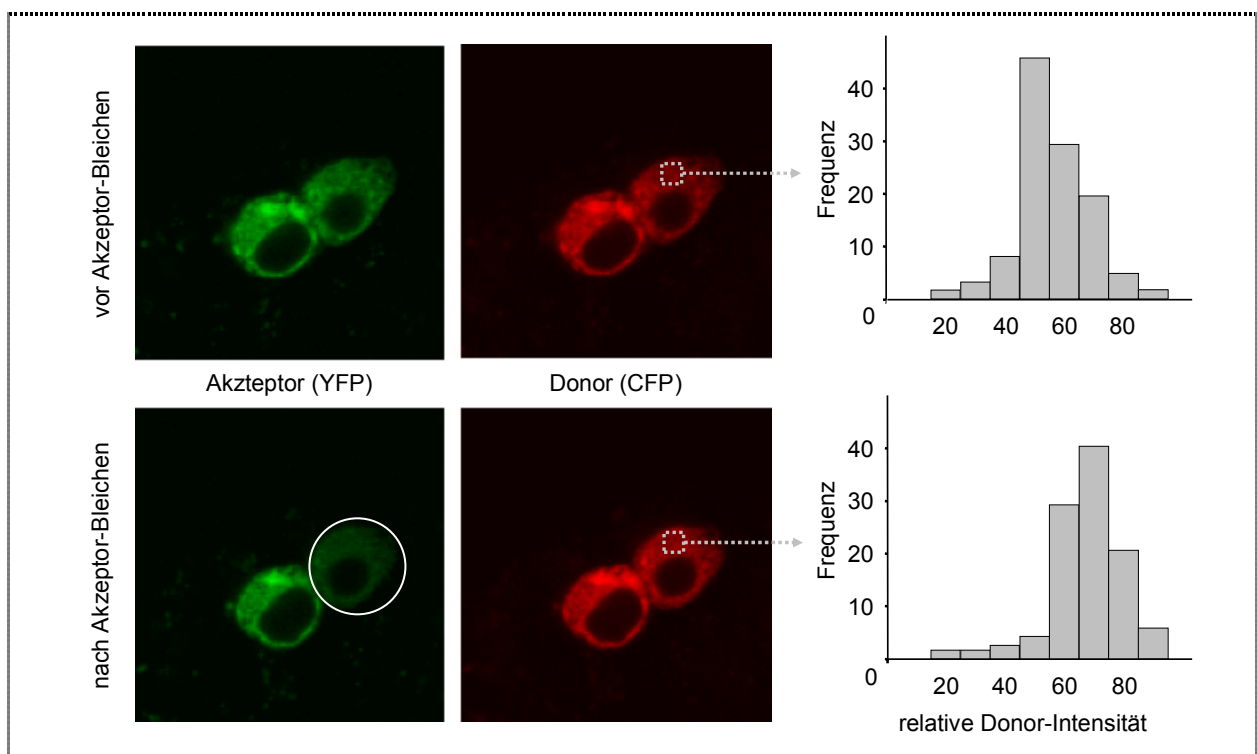 vor Akzeptor-Bleichen
Frequenz
40
30
20
10
0
20 40 60 80
Akzteptor (YFP)
Donor (CFP)
nach Akzeptor-Bleichen
Frequenz
40
30
20
10
0
20 40 60 80
relative Donor-Intensität